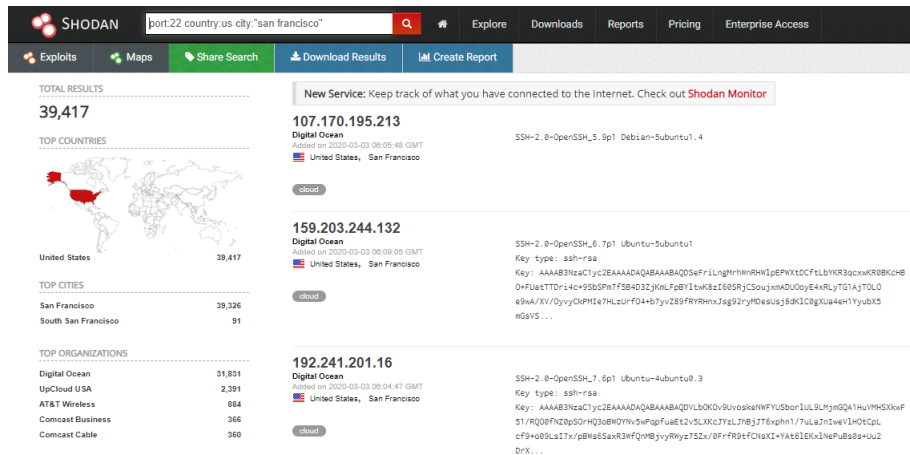 SHODAN
port:22 country:us city:"san francisco"
Explore Downloads Reports Pricing Enterprise Access
Exploits Maps Share Search Download Results Create Report
TOTAL RESULTS
39,417
TOP COUNTRIES
United States 39,417
TOP CITIES
San Francisco 39,326
South San Francisco 91
TOP ORGANIZATIONS
Digital Ocean 31,831
UpCloud USA 2,391
AT&T Wireless 884
Comcast Business 366
Comcast Cable 360
New Service: Keep track of what you have connected to the Internet. Check out Shodan Monitor
107.170.195.213
Digital Ocean
Added on 2020-03-03 06:05:48 GMT
United States, San Francisco
cloud
SSH-2.0-OpenSSH_5.9p1 Debian-5ubuntu1.4
159.203.244.132
Digital Ocean
Added on 2020-03-03 06:09:05 GMT
United States, San Francisco
cloud
SSH-2.0-OpenSSH_6.7p1 Ubuntu-5ubuntu1
Key type: ssh-rsa
Key:
mGsVS...
192.241.201.16
Digital Ocean
Added on 2020-03-03 06:04:47 GMT
United States, San Francisco
cloud
SSH-2.0-OpenSSH_7.6p1 Ubuntu-4ubuntu0.3
Key type: ssh-rsa
Key:
DrX...